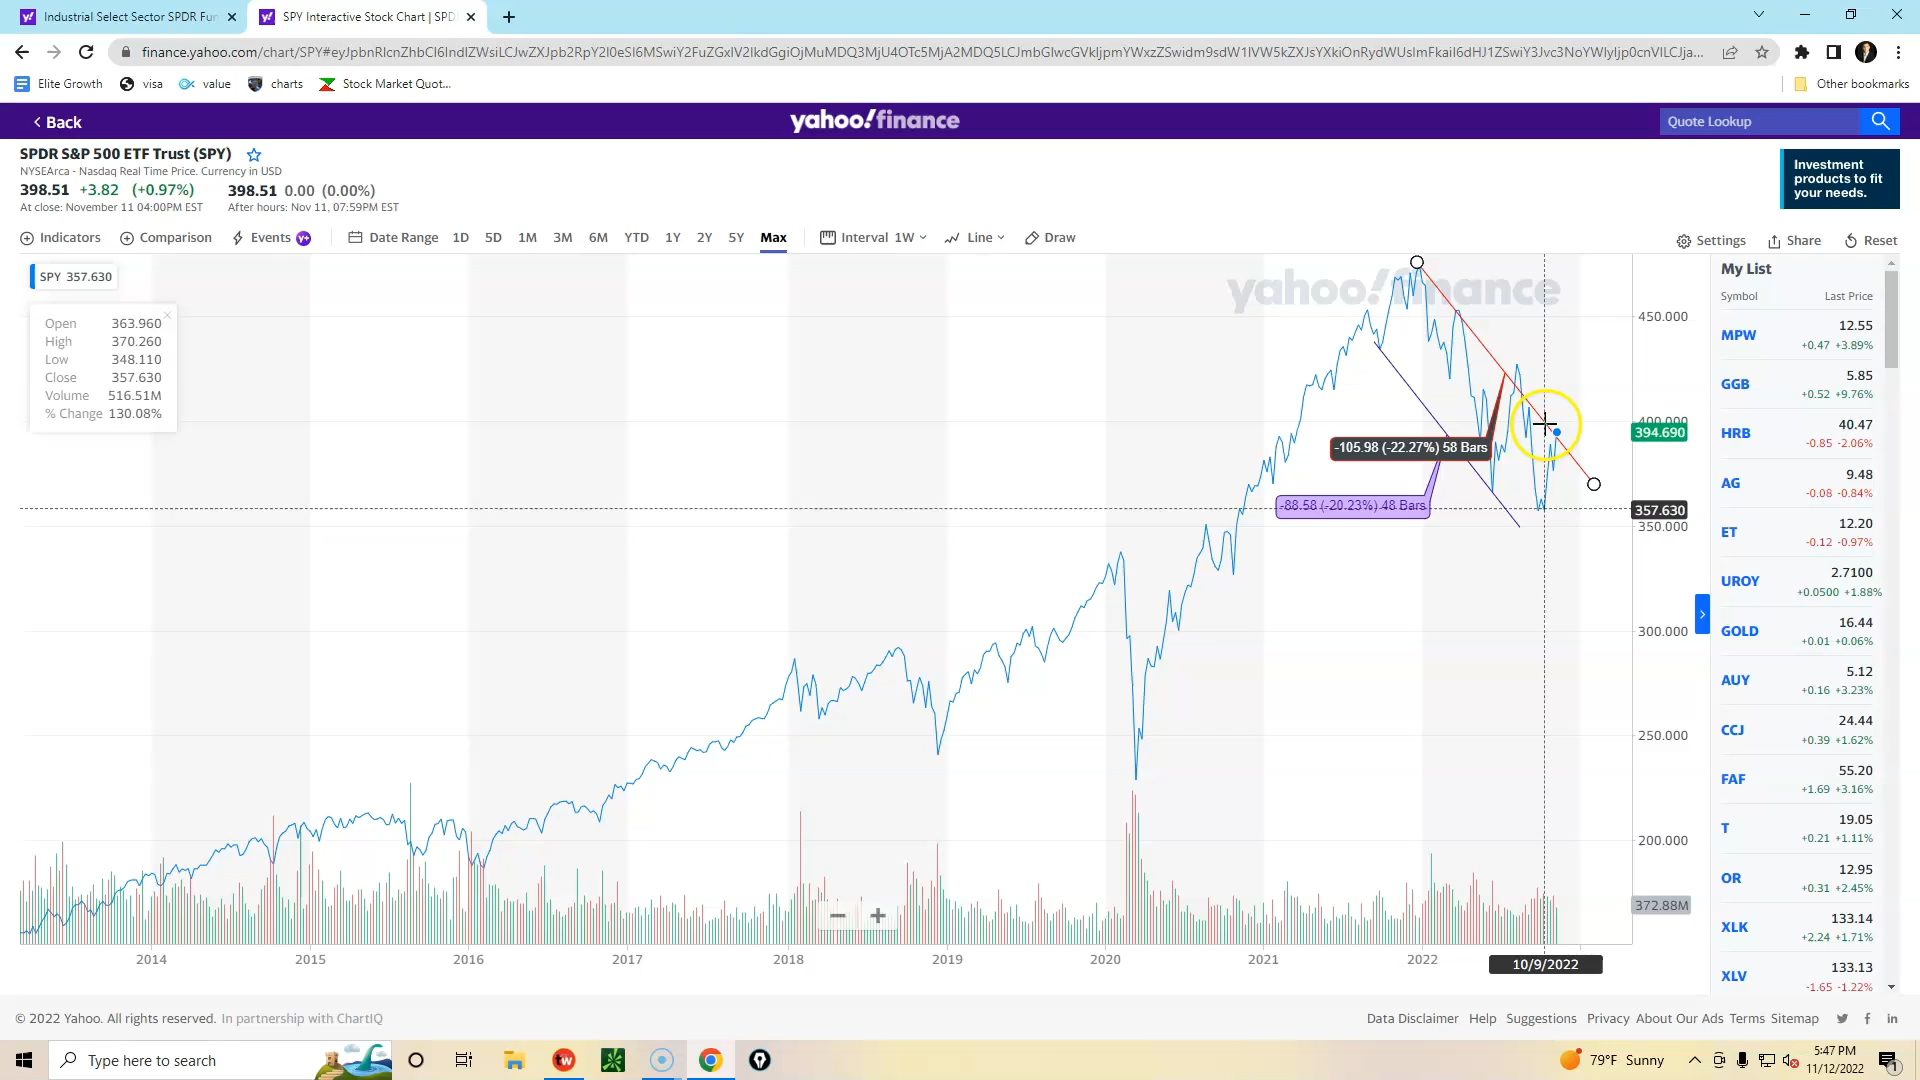 Industrial Select Sector SPDR Fun
SPY Interactive Stock Chart | SPD
Elite Growth
visa
value
charts
Stock Market Quot...
Other bookmarks
< Back
yahoo!finance
Quote Lookup
SPDR S&P 500 ETF Trust (SPY)
NYSEArca - Nasdaq Real Time Price. Currency in USD
398.51 +3.82 (+0.97%) 398.51 0.00 (0.00%)
At close: November 11 04:00PM EST After hours: Nov 11, 07:59PM EST
Investment
products to fit
your needs.
Indicators Comparison Events Date Range 1D 5D 1M 3M 6M YTD 1Y 2Y 5Y Max Interval 1W Line Draw
Settings Share Reset
SPY 357.630
yahoo!finance
Open 363.960
High 370.260
Low 348.110
Close 357.630
Volume 516.51M
% Change 130.08%
-105.98 (-22.27%) 58 Bars
-88.58 (-20.23%) 48 Bars
450.000
400.000
394.690
357.630
350.000
300.000
250.000
200.000
372.88M
2014 2015 2016 2017 2018 2019 2020 2021 2022
10/9/2022
My List
Symbol Last Price
MPW 12.55
+0.47 +3.89%
GGB 5.85
+0.52 +9.76%
HRB 40.47
-0.85 -2.06%
AG 9.48
-0.08 -0.84%
ET 12.20
-0.12 -0.97%
UROY 2.7100
+0.0500 +1.88%
GOLD 16.44
+0.01 +0.06%
AUY 5.12
+0.16 +3.23%
CCJ 24.44
+0.39 +1.62%
FAF 55.20
+1.69 +3.16%
T 19.05
+0.21 +1.11%
OR 12.95
+0.31 +2.45%
XLK 133.14
+2.24 +1.71%
XLV 133.13
-1.65 -1.22%
© 2022 Yahoo. All rights reserved. In partnership with ChartIQ
Data Disclaimer Help Suggestions Privacy About Our Ads Terms Sitemap
Type here to search
79°F Sunny
5:47 PM
11/12/2022